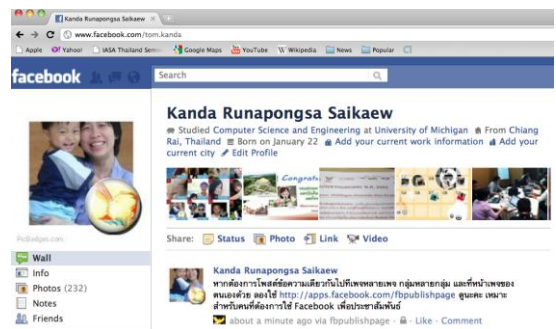 Kanda Runapongsa Saikaew
www.facebook.com/tom.kanda
Apple Yahoo! IASA Thailand Google Maps YouTube Wikipedia News Popular
facebook
Search
Kanda Runapongsa Saikaew
Studied Computer Science and Engineering at University of Michigan From Chiang
Rai, Thailand Born on January 22 Add your current work information Add your
current city Edit Profile
Share: Status Photo Link Video
Wall
Info
Photos (232)
Notes
Friends
Kanda Runapongsa Saikaew
หากต้องการโพสต์ข้อความเดียวกันไปที่เพจหลายเพจ กลุ่มหลายกลุ่ม และที่หน้าเพจของ
ตนเองด้วย ลองใช้ http://apps.facebook.com/fbpublishpage ดูนะคะ เหมาะ
สำหรับคนที่ต้องการใช้ Facebook เพื่อประชาสัมพันธ์
about a minute ago via fbpublishpage · Like · Comment